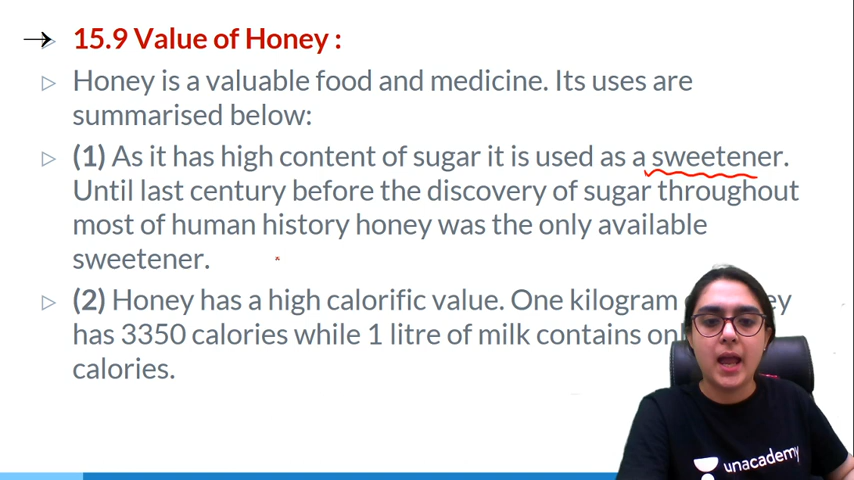 15.9 Value of Honey :
Honey is a valuable food and medicine. Its uses are
summarised below:
(1) As it has high content of sugar it is used as a sweetener.
Until last century before the discovery of sugar throughout
most of human history honey was the only available
sweetener.
(2) Honey has a high calorific value. One kilogram
has 3350 calories while 1 litre of milk contains
calories.
unacademy